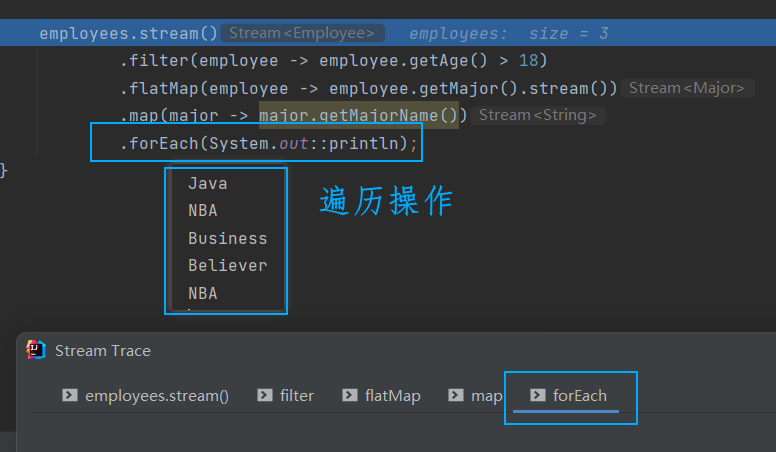 employees.stream() Stream<Employee> employees: size = 3
.filter(employee -> employee.getAge() > 18)
.flatMap(employee -> employee.getMajor().stream()) Stream<Major>
.map(major -> major.getMajorName()) Stream<String>
.forEach(System.out::println);
}
Java
NBA
遍历操作
Business
Believer
NBA
IJ
Stream Trace
employees.stream()
filter
flatMap
map
forEach